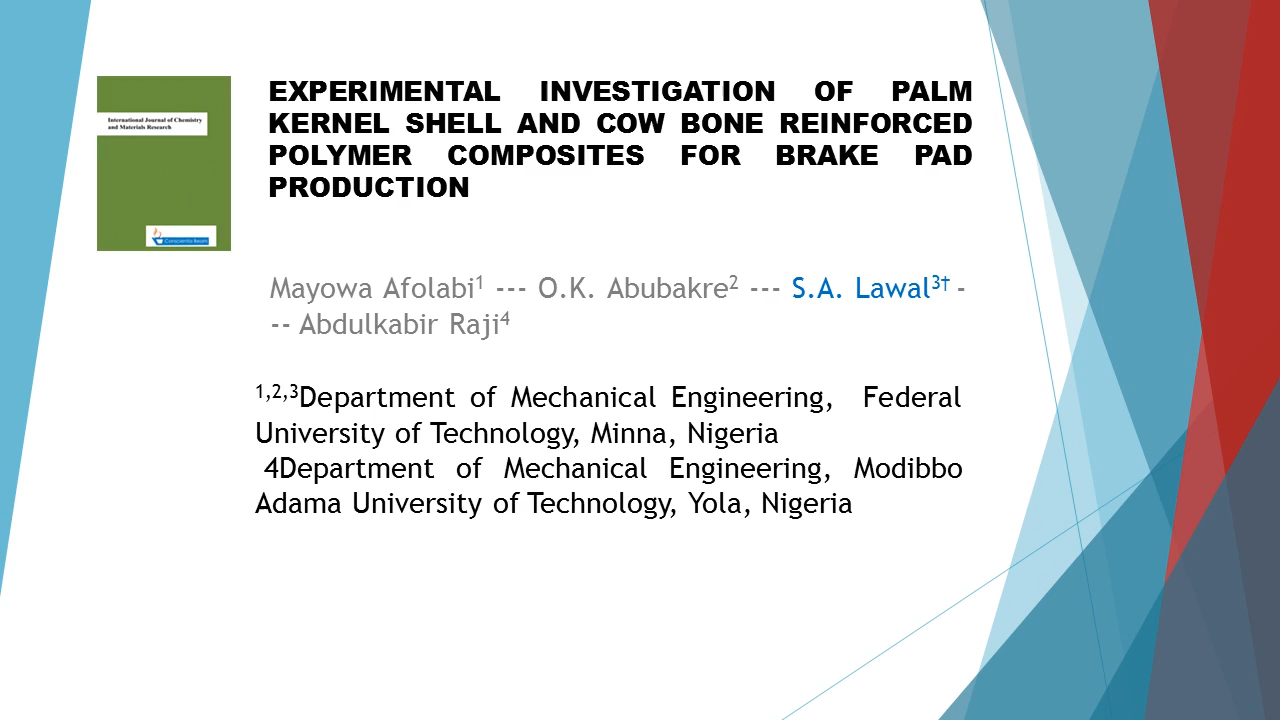 International Journal of Chemistry
and Materials Research
Conscientia Beam
EXPERIMENTAL INVESTIGATION OF PALM
KERNEL SHELL AND COW BONE REINFORCED
POLYMER COMPOSITES FOR BRAKE PAD
PRODUCTION
Mayowa Afolabi¹ --- O.K. Abubakre² --- S.A. Lawal³† -
-- Abdulkabir Raji⁴
¹,²,³Department of Mechanical Engineering, Federal
University of Technology, Minna, Nigeria
4Department of Mechanical Engineering, Modibbo
Adama University of Technology, Yola, Nigeria